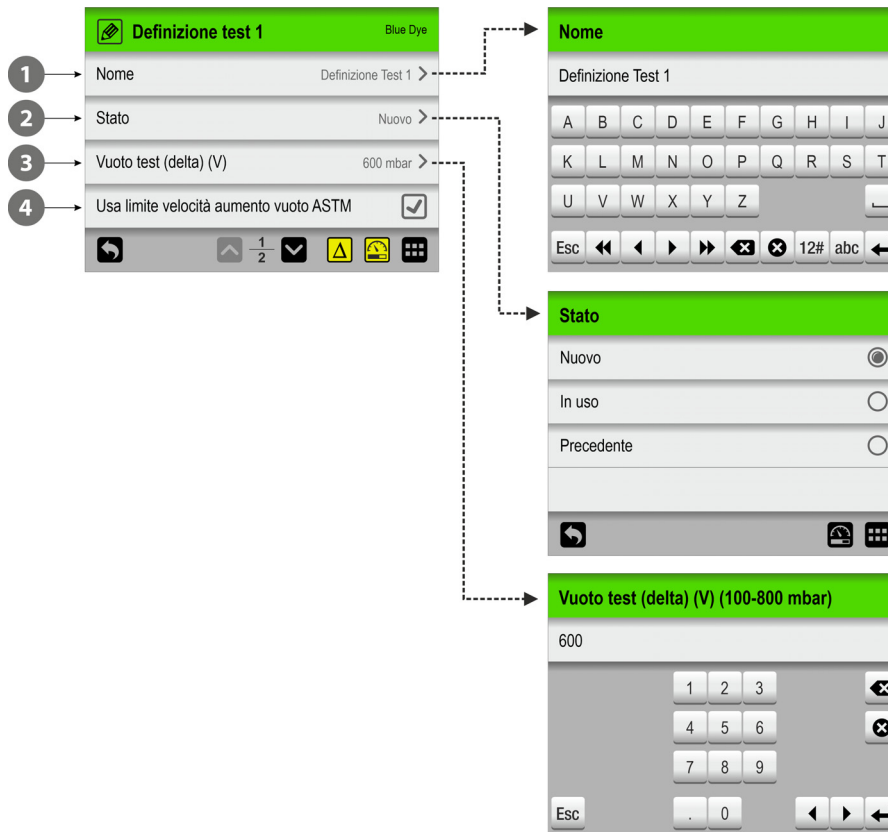 Definizione test 1 Blue Dye
1 Nome Definizione Test 1
2 Stato Nuovo
3 Vuoto test (delta) (V) 600 mbar
4 Usa limite velocità aumento vuoto ASTM
1
2
Δ
Nome
Definizione Test 1
A B C D E F G H I J
K L M N O P Q R S T
U V W X Y Z
Esc 12# abc
Stato
Nuovo
In uso
Precedente
Vuoto test (delta) (V) (100-800 mbar)
600
1 2 3
4 5 6
7 8 9
Esc . 0